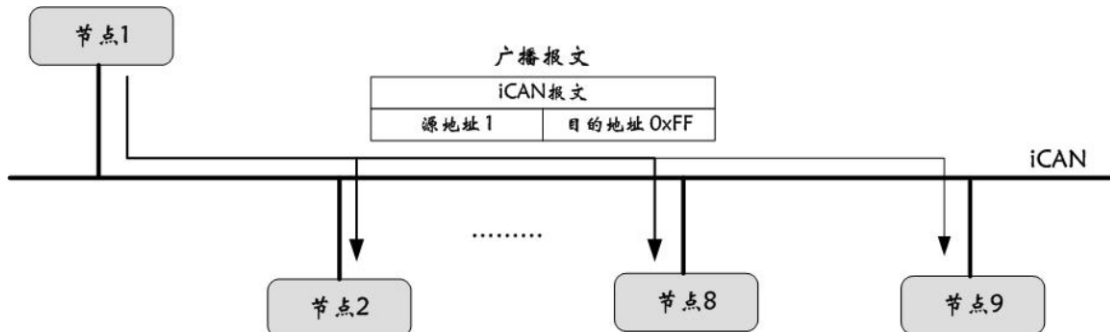 节点1
广播报文
iCAN报文
源地址1 目的地址0xFF
iCAN
.........
节点2
节点8
节点9